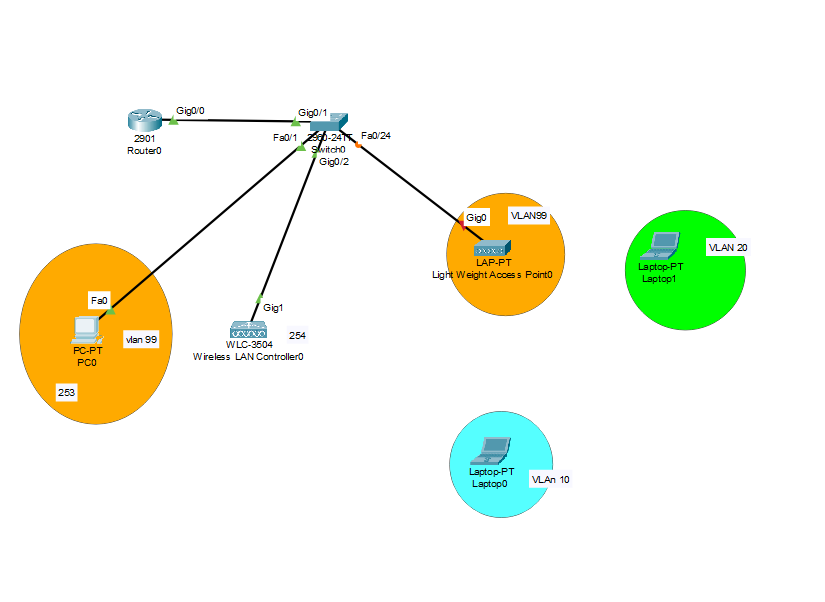 Gig0/0
2901
Router0
Gig0/1
Fa0/1
2960-24TT
Switch0
Gig0/2
Fa0/24
Gig0
VLAN99
LAP-PT
Light Weight Access Point0
VLAN 20
Laptop-PT
Laptop1
Fa0
vlan 99
PC-PT
PC0
253
Gig1
254
WLC-3504
Wireless LAN Controller0
Laptop-PT
Laptop0
VLAn 10